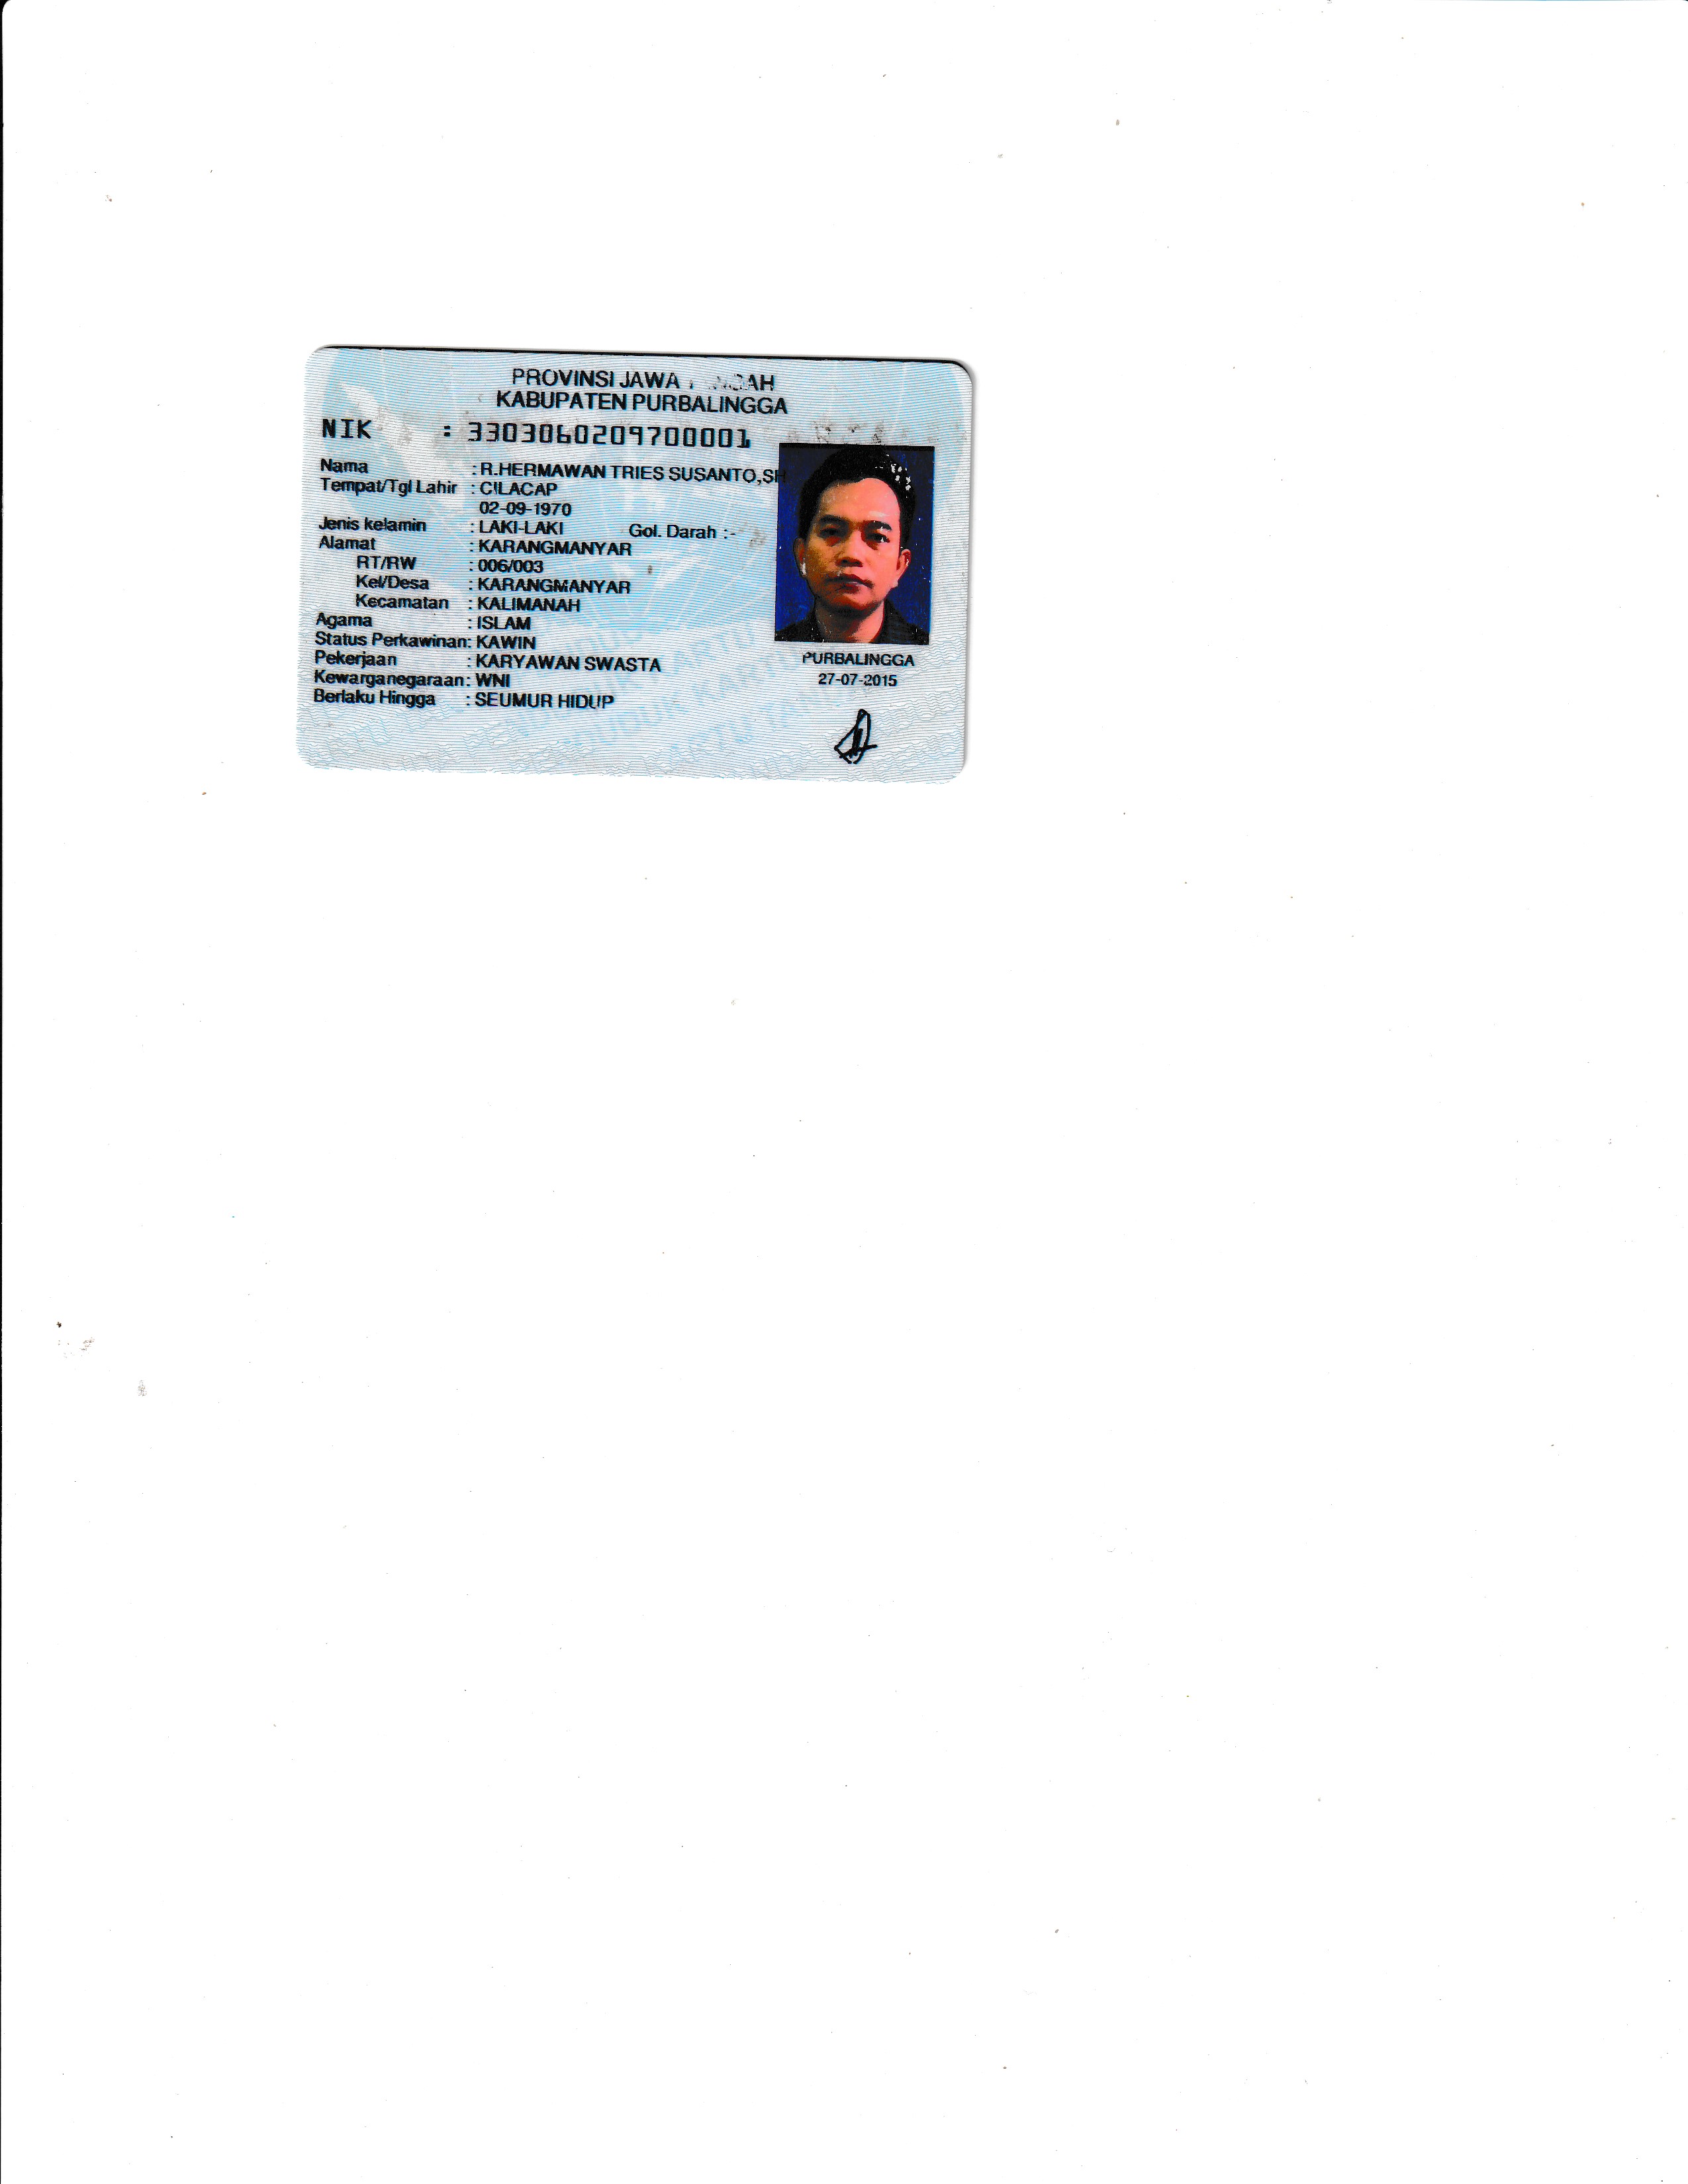 PROVINSI JAWA
KABUPATEN PURBALINGGA
NIK : 3303060209700001
Nama : R.HERMAWAN TRIES SUSANTO,SH
Tempat/Tgl Lahir : CILACAP
02-09-1970
Jenis kelamin : LAKI-LAKI Gol. Darah :-
Alamat : KARANGMANYAR
RT/RW : 006/003
Kel/Desa : KARANGMANYAR
Kecamatan : KALIMANAH
Agama : ISLAM
Status Perkawinan: KAWIN
Pekerjaan : KARYAWAN SWASTA
Kewarganegaraan: WNI
Berlaku Hingga : SEUMUR HIDUP
PURBALINGGA
27-07-2015